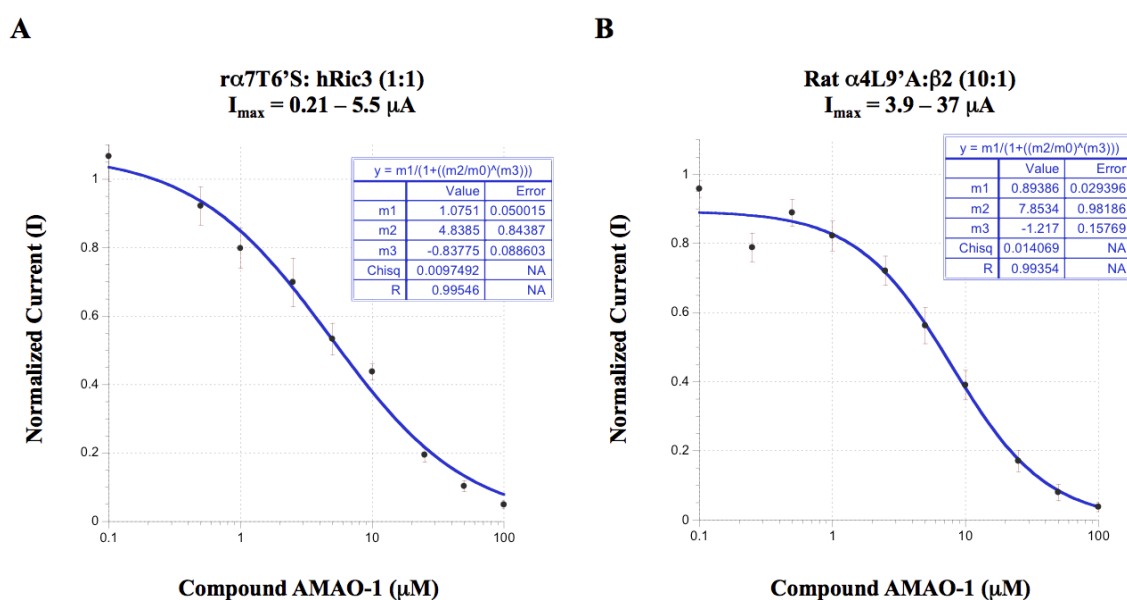 A
rα7T6'S: hRic3 (1:1)
Imax = 0.21 – 5.5 μA
y = m1/(1+((m2/m0)^(m3)))
Value Error
m1 1.0751 0.050015
m2 4.8385 0.84387
m3 -0.83775 0.088603
Chisq 0.0097492 NA
R 0.99546 NA
Normalized Current (I)
1
0.8
0.6
0.4
0.2
0
0.1 1 10 100
Compound AMAO-1 (μM)
B
Rat α4L9'A:β2 (10:1)
Imax = 3.9 – 37 μA
y = m1/(1+((m2/m0)^(m3)))
Value Error
m1 0.89386 0.029396
m2 7.8534 0.98186
m3 -1.217 0.15769
Chisq 0.014069 NA
R 0.99354 NA
Normalized Current (I)
1
0.8
0.6
0.4
0.2
0
0.1 1 10 100
Compound AMAO-1 (μM)